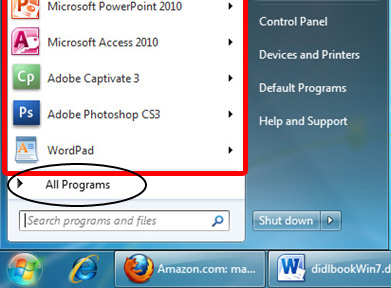 Microsoft PowerPoint 2010
Microsoft Access 2010
Cp Adobe Captivate 3
Ps Adobe Photoshop CS3
WordPad
All Programs
Search programs and files
Control Panel
Devices and Printers
Default Programs
Help and Support
Shut down
Amazon.com: ma...
didlbookWin7.d